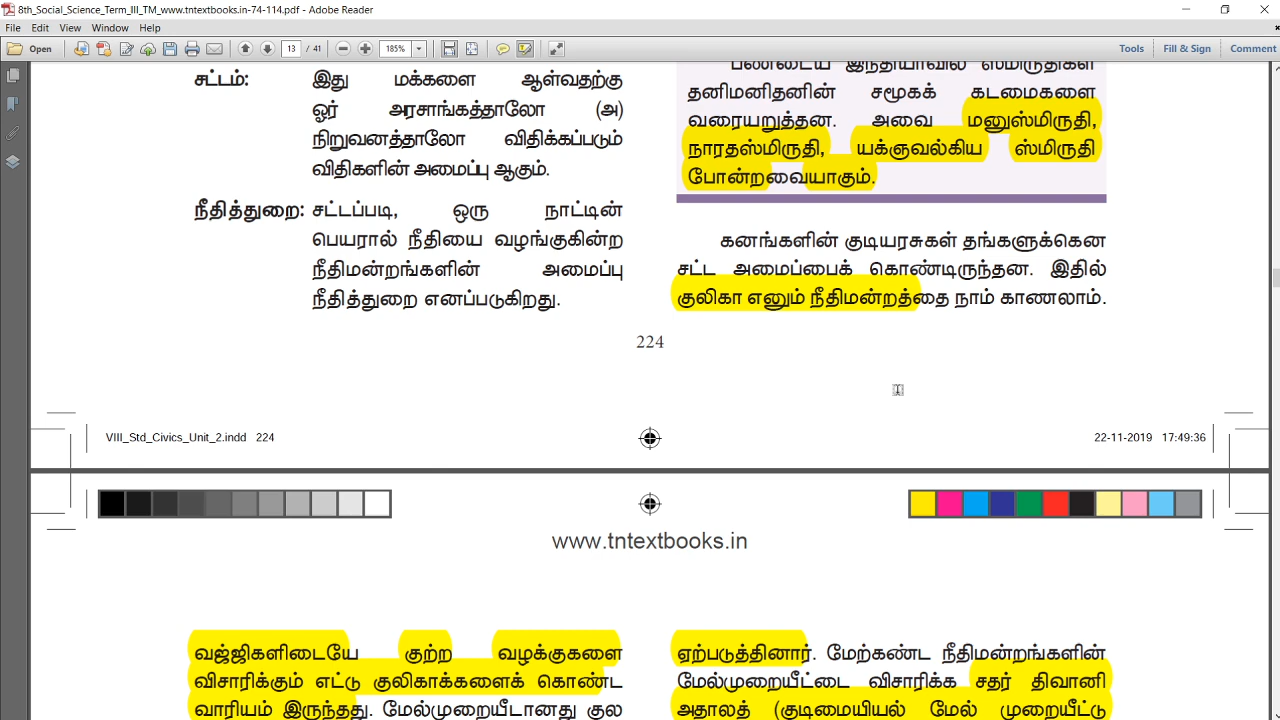 8th_Social_Science_Term_III_TM_www.tntextbooks.in-74-114.pdf - Adobe Reader
File Edit View Window Help
Open 13 / 41 185% Tools Fill & Sign Comment
சட்டம்: இது மக்களை ஆள்வதற்கு
ஓர் அரசாங்கத்தாலோ (அ)
நிறுவனத்தாலோ விதிக்கப்படும்
விதிகளின் அமைப்பு ஆகும்.
நீதித்துறை: சட்டப்படி, ஒரு நாட்டின்
பெயரால் நீதியை வழங்குகின்ற
நீதிமன்றங்களின் அமைப்பு
நீதித்துறை எனப்படுகிறது.
பண்டைய இந்தியாவில் ஸ்மிருதிகள்
தனிமனிதனின் சமூகக் கடமைகளை
வரையறுத்தன. அவை மனுஸ்மிருதி,
நாரதஸ்மிருதி, யக்ஞவல்கிய ஸ்மிருதி
போன்றவையாகும்.
கனங்களின் குடியரசுகள் தங்களுக்கென
சட்ட அமைப்பைக் கொண்டிருந்தன. இதில்
குலிகா எனும் நீதிமன்றத்தை நாம் காணலாம்.
224
VIII_Std_Civics_Unit_2.indd 224
22-11-2019 17:49:36
www.tntextbooks.in
வஜ்ஜிகளிடையே குற்ற வழக்குகளை
விசாரிக்கும் எட்டு குலிகாக்களைக் கொண்ட
வாரியம் இருந்தது. மேல்முறையீடானது குல
ஏற்படுத்தினார். மேற்கண்ட நீதிமன்றங்களின்
மேல்முறையீட்டை விசாரிக்க சதர் திவானி
அதாலத் (குடிமையியல் மேல் முறையீட்டு